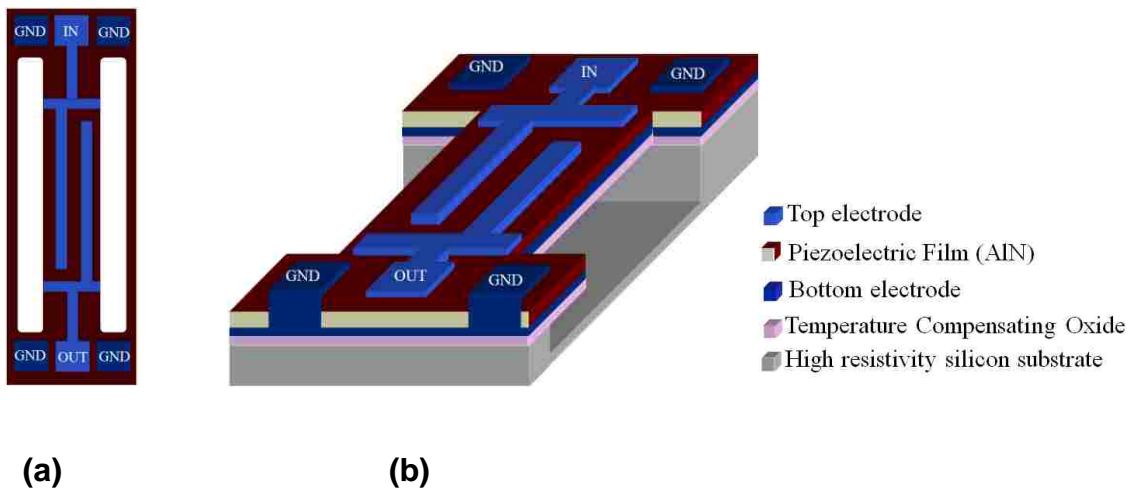 GND IN GND
GND OUT GND
(a)
GND
IN
GND
GND
OUT
GND
(b)
Top electrode
Piezoelectric Film (AlN)
Bottom electrode
Temperature Compensating Oxide
High resistivity silicon substrate